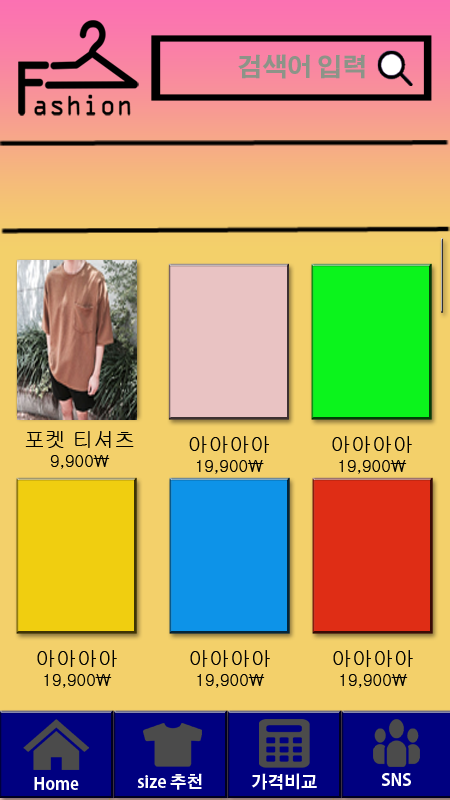 Fashion
검색어 입력
포켓 티셔츠
9,900₩
아아아아
19,900₩
아아아아
19,900₩
아아아아
19,900₩
아아아아
19,900₩
아아아아
19,900₩
Home
size 추천
가격비교
SNS